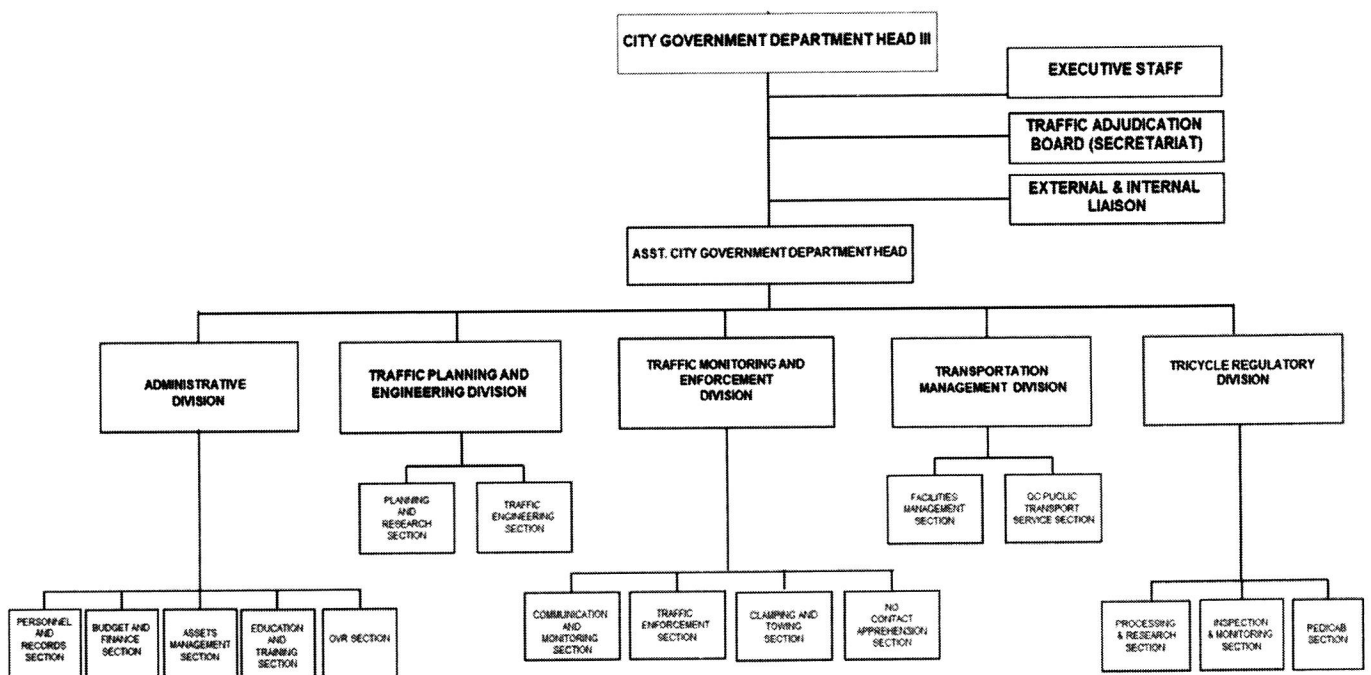 CITY GOVERNMENT DEPARTMENT HEAD III
EXECUTIVE STAFF
TRAFFIC ADJUDICATION
BOARD (SECRETARIAT)
EXTERNAL & INTERNAL
LIAISON
ASST. CITY GOVERNMENT DEPARTMENT HEAD
ADMINISTRATIVE
DIVISION
TRAFFIC PLANNING AND
ENGINEERING DIVISION
TRAFFIC MONITORING AND
ENFORCEMENT
DIVISION
TRANSPORTATION
MANAGEMENT DIVISION
TRICYCLE REGULATORY
DIVISION
PLANNING
AND
RESEARCH
SECTION
TRAFFIC
ENGINEERING
SECTION
FACILITIES
MANAGEMENT
SECTION
QC PUCLIC
TRANSPORT
SERVICE SECTION
PERSONNEL
AND
RECORDS
SECTION
BUDGET AND
FINANCE
SECTION
ASSETS
MANAGEMENT
SECTION
EDUCATION
AND
TRAINING
SECTION
OVR SECTION
COMMUNICATION
AND
MONITORING
SECTION
TRAFFIC
ENFORCEMENT
SECTION
CLAMPING AND
TOWING
SECTION
NO
CONTACT
APPREHENSION
SECTION
PROCESSING
& RESEARCH
SECTION
INSPECTION
& MONITORING
SECTION
PEDICAB
SECTION